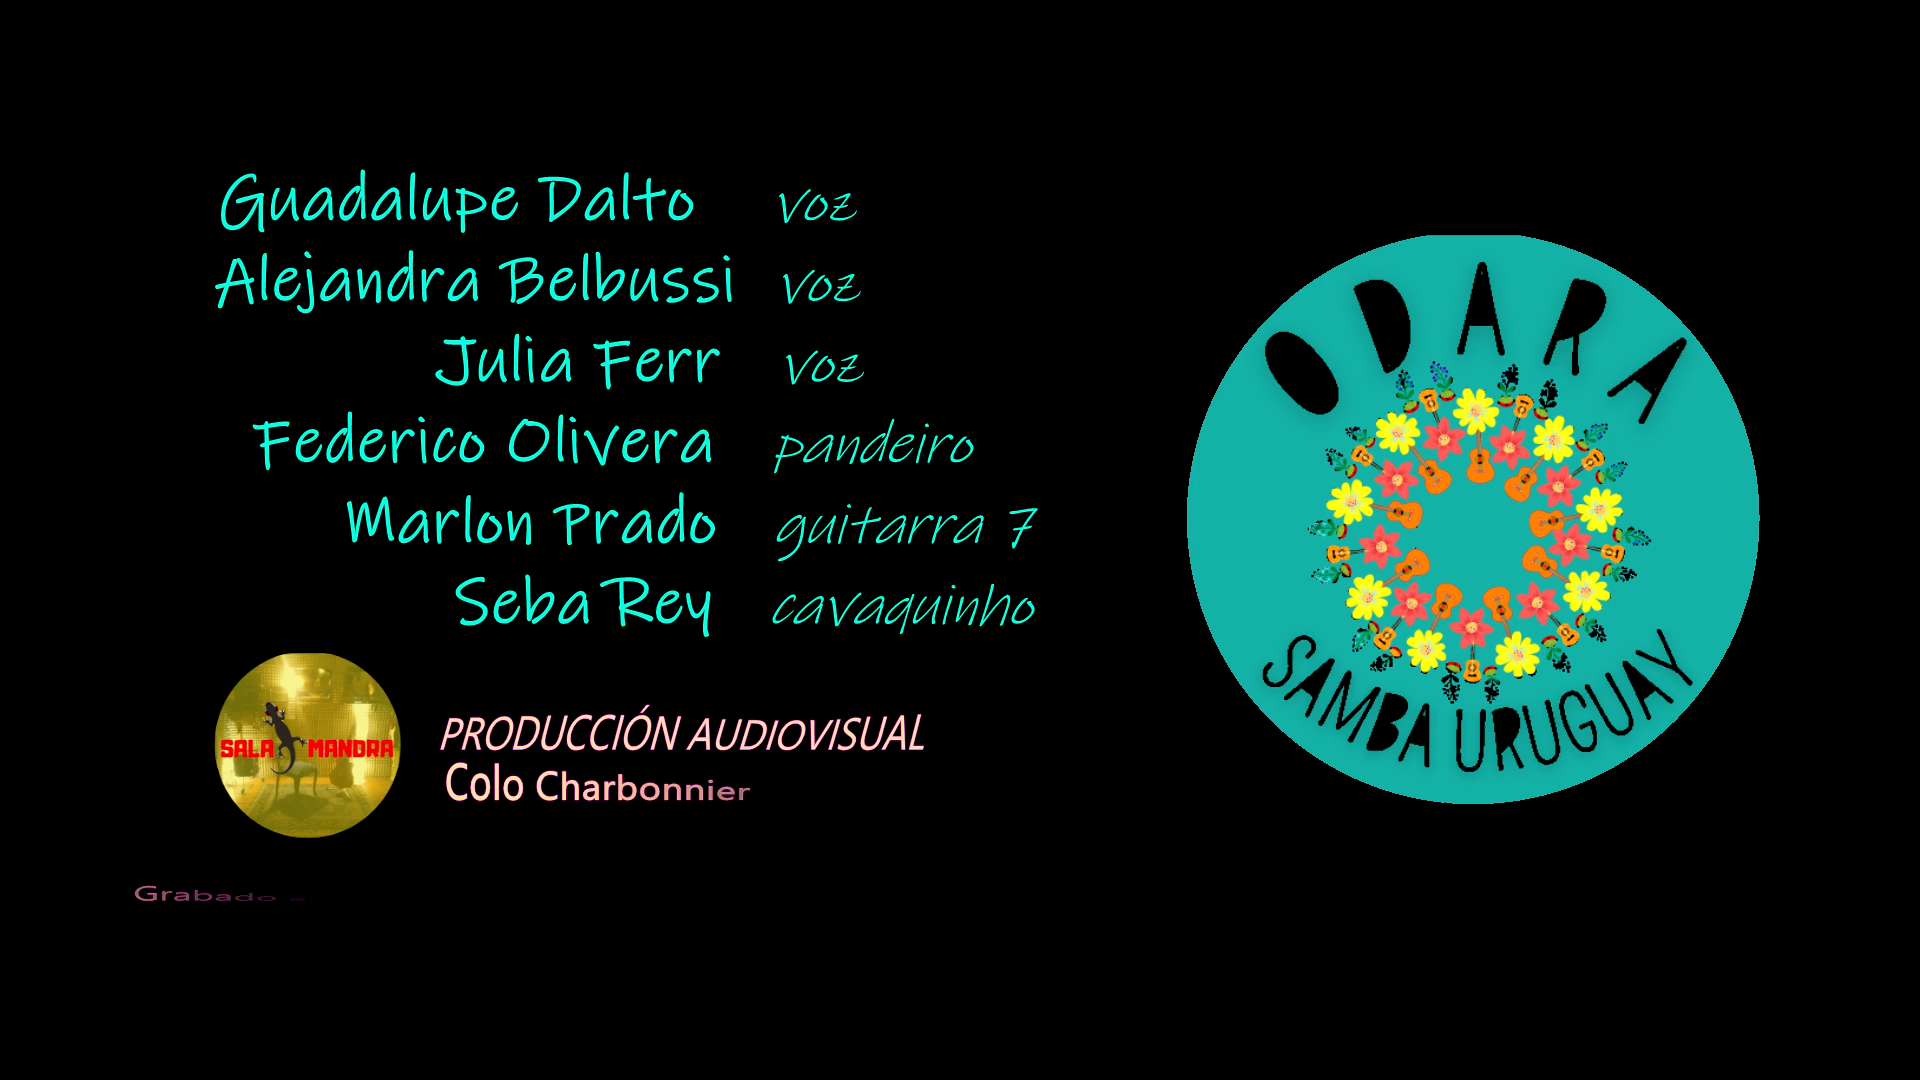 Guadalupe Dalto voz
Alejandra Belbussi voz
Julia Ferr voz
Federico Olivera pandeiro
Marlon Prado guitarra 7
Seba Rey cavaquinho
SALA MANDRA
PRODUCCIÓN AUDIOVISUAL
Colo Charbonnier
Grabado
ODARA
SAMBA URUGUAY